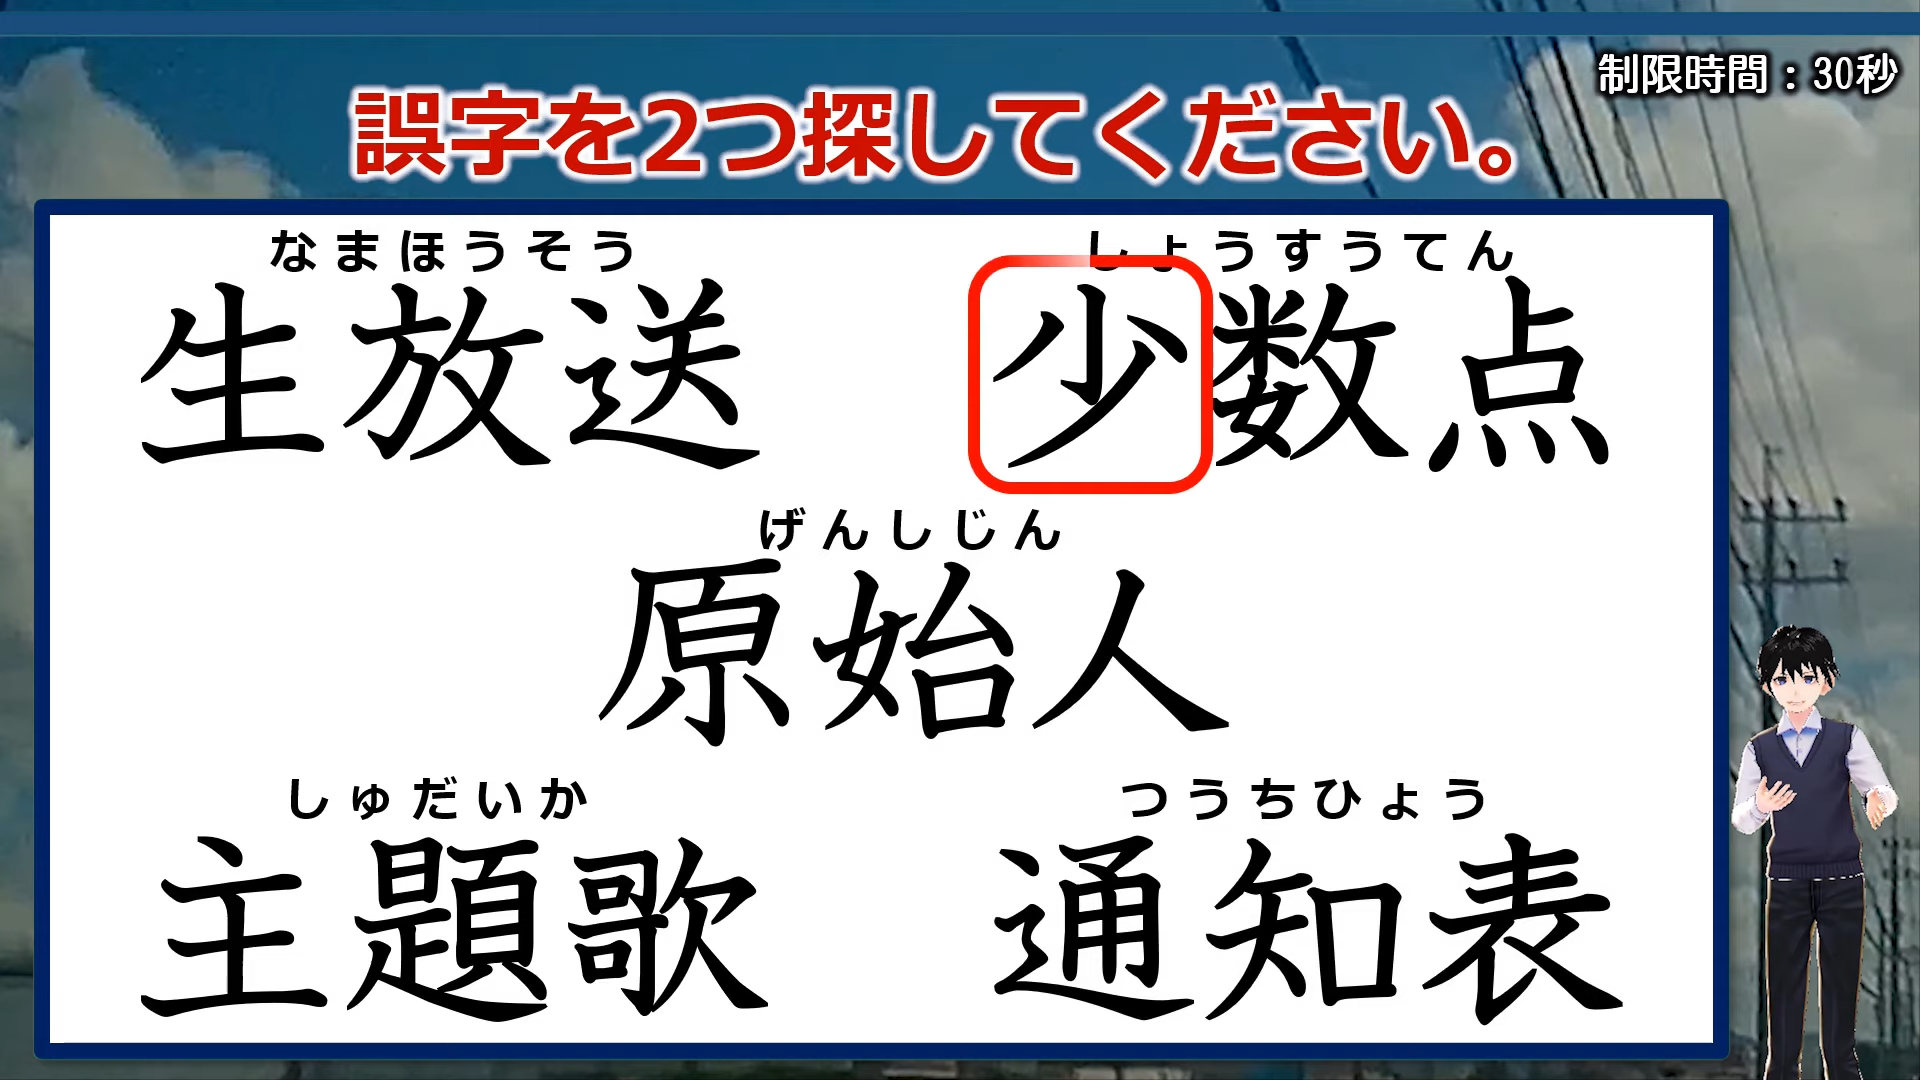 制限時間：30秒
誤字を2つ探してください。
なまほうそう
生放送
しょうすうてん
少数点
げんしじん
原始人
しゅだいか
主題歌
つうちひょう
通知表